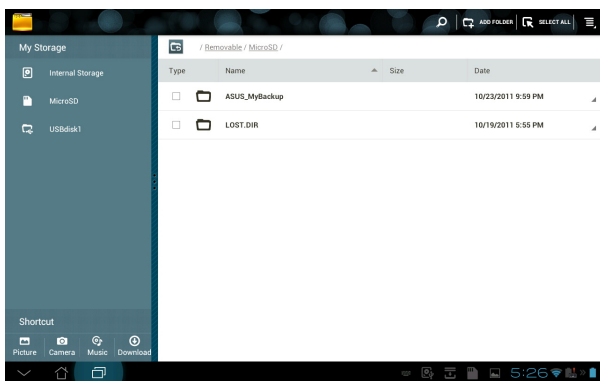 ADD FOLDER SELECT ALL
My Storage
/ Removable / MicroSD /
Internal Storage
Type Name Size Date
MicroSD
ASUS_MyBackup 10/23/2011 9:59 PM
USBdisk1
LOST.DIR 10/19/2011 5:55 PM
Shortcut
Picture Camera Music Download
5:26